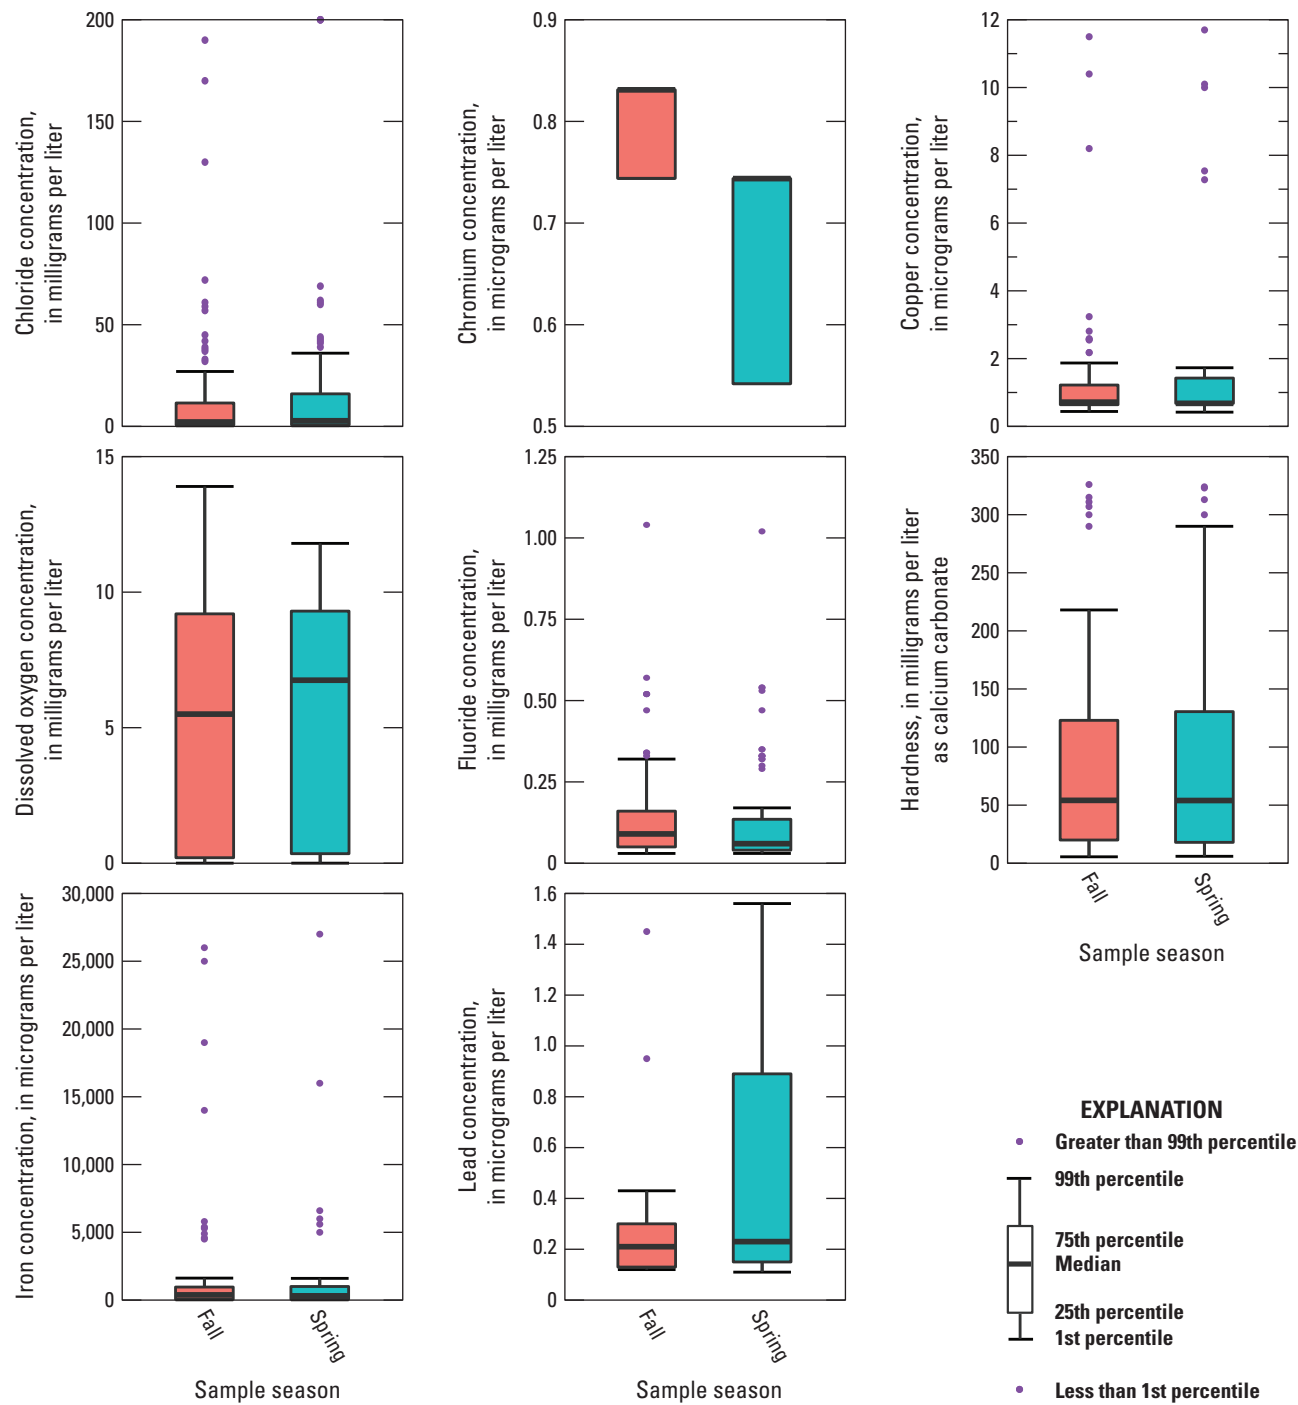 Chloride concentration,
in milligrams per liter
200
150
100
50
0
Chromium concentration,
in micrograms per liter
0.9
0.8
0.7
0.6
0.5
Copper concentration,
in micrograms per liter
12
10
8
6
4
2
0
Dissolved oxygen concentration,
in milligrams per liter
15
10
5
0
Fluoride concentration,
in milligrams per liter
1.25
1.00
0.75
0.50
0.25
0
Hardness, in milligrams per liter
as calcium carbonate
350
300
250
200
150
100
50
0
Fall
Spring
Sample season
Iron concentration, in micrograms per liter
30,000
25,000
20,000
15,000
10,000
5,000
0
Fall
Spring
Sample season
Lead concentration,
in micrograms per liter
1.6
1.4
1.2
1.0
0.8
0.6
0.4
0.2
0
Fall
Spring
Sample season
EXPLANATION
Greater than 99th percentile
99th percentile
75th percentile
Median
25th percentile
1st percentile
Less than 1st percentile